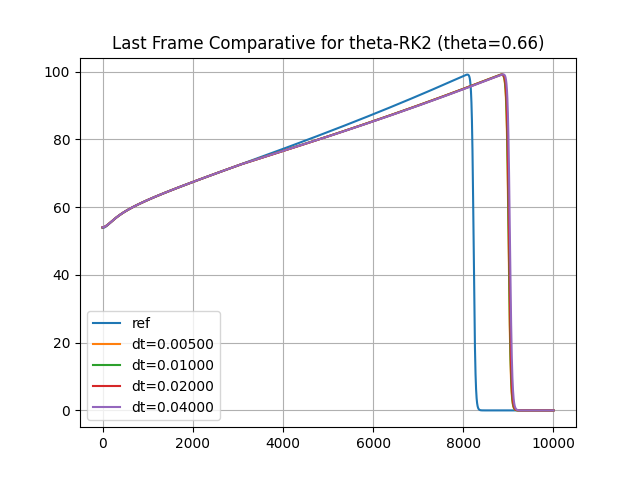 Last Frame Comparative for theta-RK2 (theta=0.66)
100
80
60
40
20
0
ref
dt=0.00500
dt=0.01000
dt=0.02000
dt=0.04000
0 2000 4000 6000 8000 10000